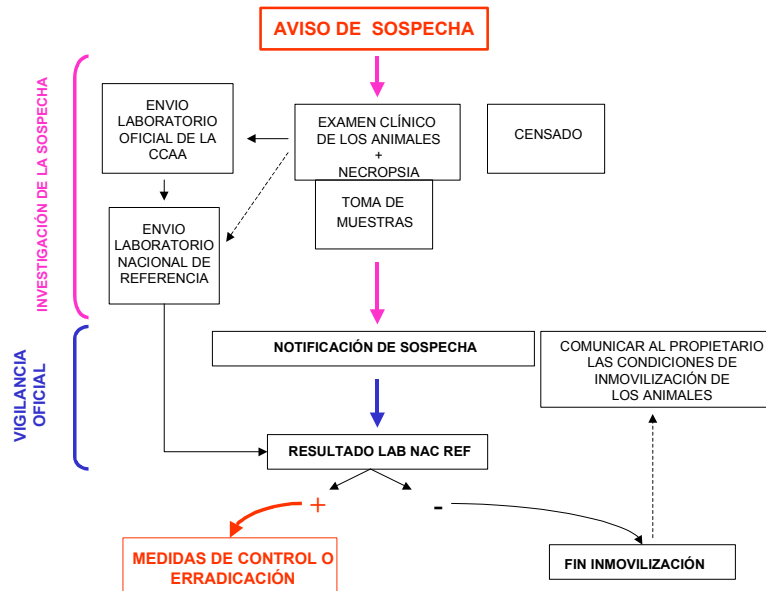 AVISO DE SOSPECHA
INVESTIGACIÓN DE LA SOSPECHA
ENVIO
LABORATORIO
OFICIAL DE LA
CCAA
EXAMEN CLÍNICO
DE LOS ANIMALES
+
NECROPSIA
CENSADO
TOMA DE
MUESTRAS
ENVIO
LABORATORIO
NACIONAL DE
REFERENCIA
VIGILANCIA
OFICIAL
NOTIFICACIÓN DE SOSPECHA
COMUNICAR AL PROPIETARIO
LAS CONDICIONES DE
INMOVILIZACIÓN DE
LOS ANIMALES
RESULTADO LAB NAC REF
+
-
MEDIDAS DE CONTROL O
ERRADICACIÓN
FIN INMOVILIZACIÓN